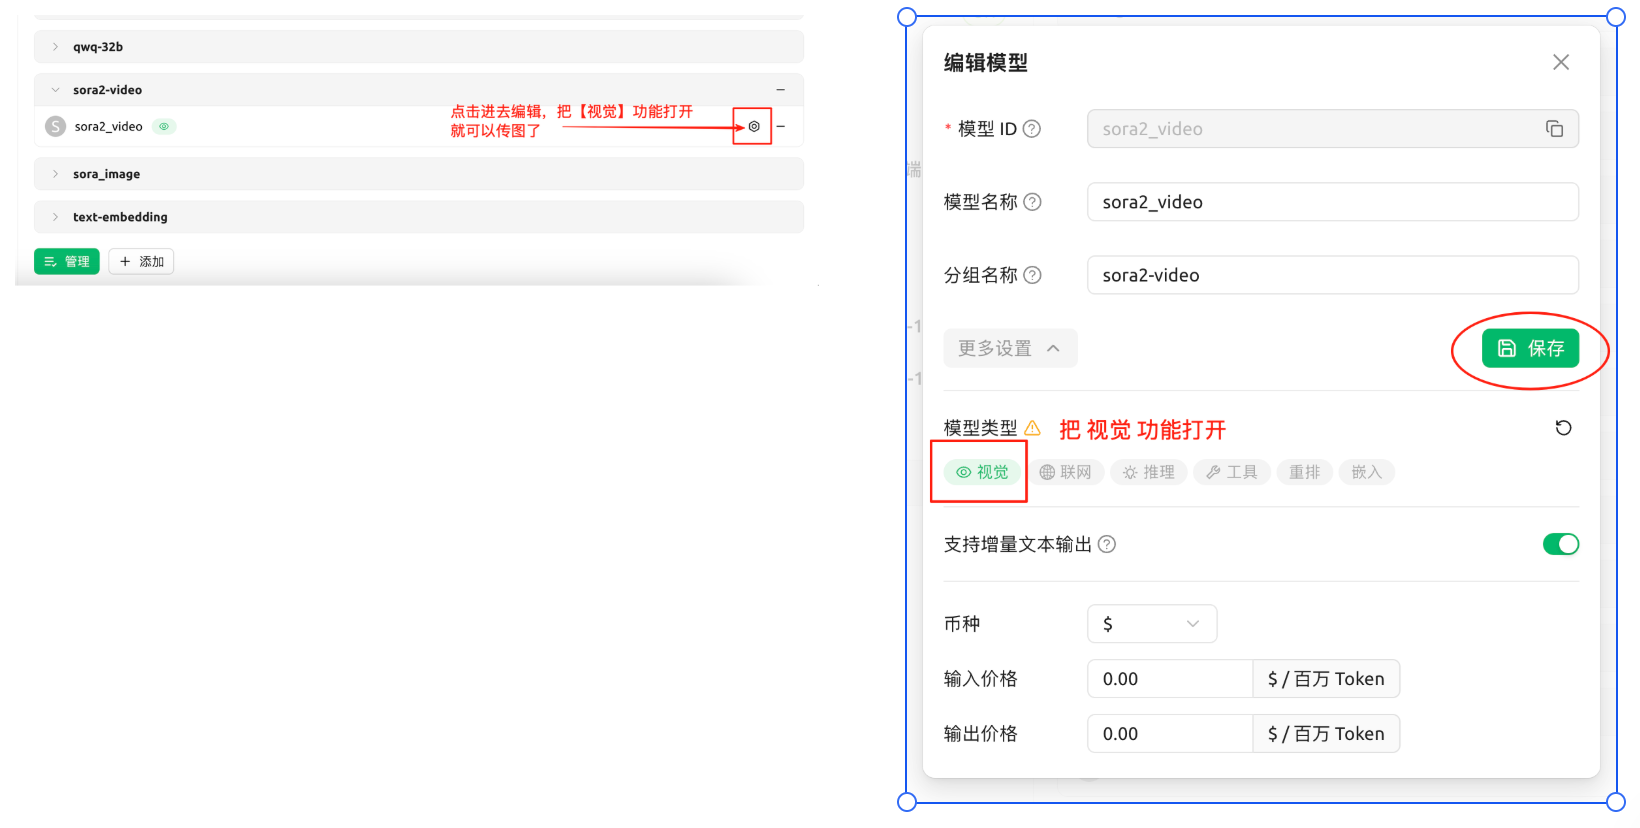 qwq-32b
sora2-video
点击进去编辑，把【视觉】功能打开
就可以传图了
S sora2_video
sora_image
text-embedding
管理
添加
编辑模型
* 模型 ID ?
sora2_video
端
模型名称 ?
sora2_video
分组名称 ?
sora2-video
-1
更多设置
保存
-1
模型类型
把 视觉 功能打开
视觉 联网 推理 工具 重排 嵌入
支持增量文本输出 ?
币种
$
输入价格
0.00
$ / 百万 Token
输出价格
0.00
$ / 百万 Token